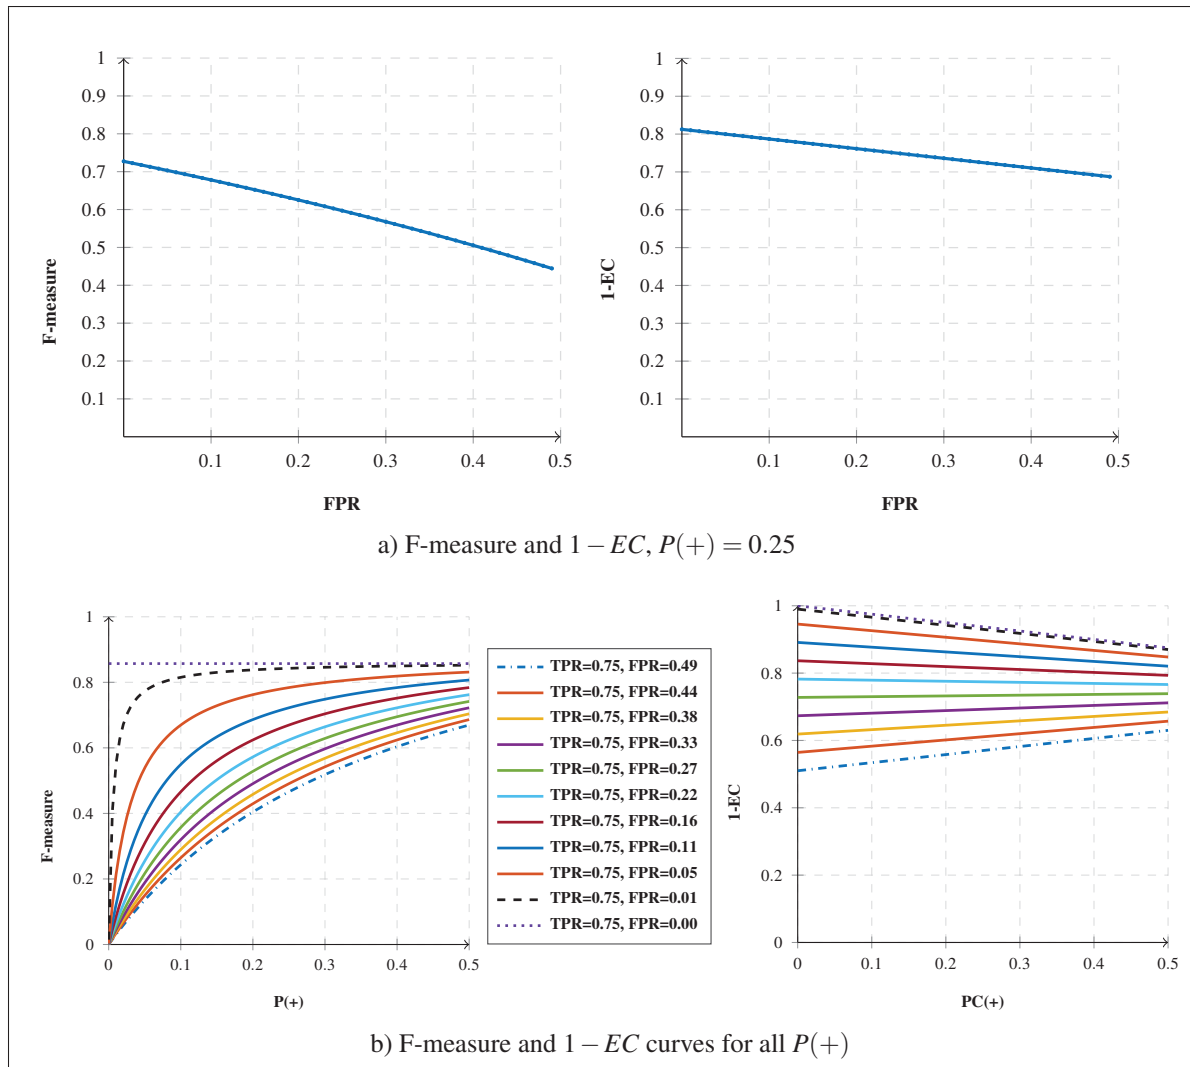 1
0.9
0.8
0.7
0.6
0.5
0.4
0.3
0.2
0.1
F-measure
0.1 0.2 0.3 0.4 0.5
FPR
1
0.9
0.8
0.7
0.6
0.5
0.4
0.3
0.2
0.1
1-EC
0.1 0.2 0.3 0.4 0.5
FPR
a) F-measure and 1 − EC, P(+) = 0.25
1
0.8
0.6
0.4
0.2
0
F-measure
0 0.1 0.2 0.3 0.4 0.5
P(+)
TPR=0.75, FPR=0.49
TPR=0.75, FPR=0.44
TPR=0.75, FPR=0.38
TPR=0.75, FPR=0.33
TPR=0.75, FPR=0.27
TPR=0.75, FPR=0.22
TPR=0.75, FPR=0.16
TPR=0.75, FPR=0.11
TPR=0.75, FPR=0.05
TPR=0.75, FPR=0.01
TPR=0.75, FPR=0.00
1
0.8
0.6
0.4
0.2
0
1-EC
0 0.1 0.2 0.3 0.4 0.5
PC(+)
b) F-measure and 1 − EC curves for all P(+)